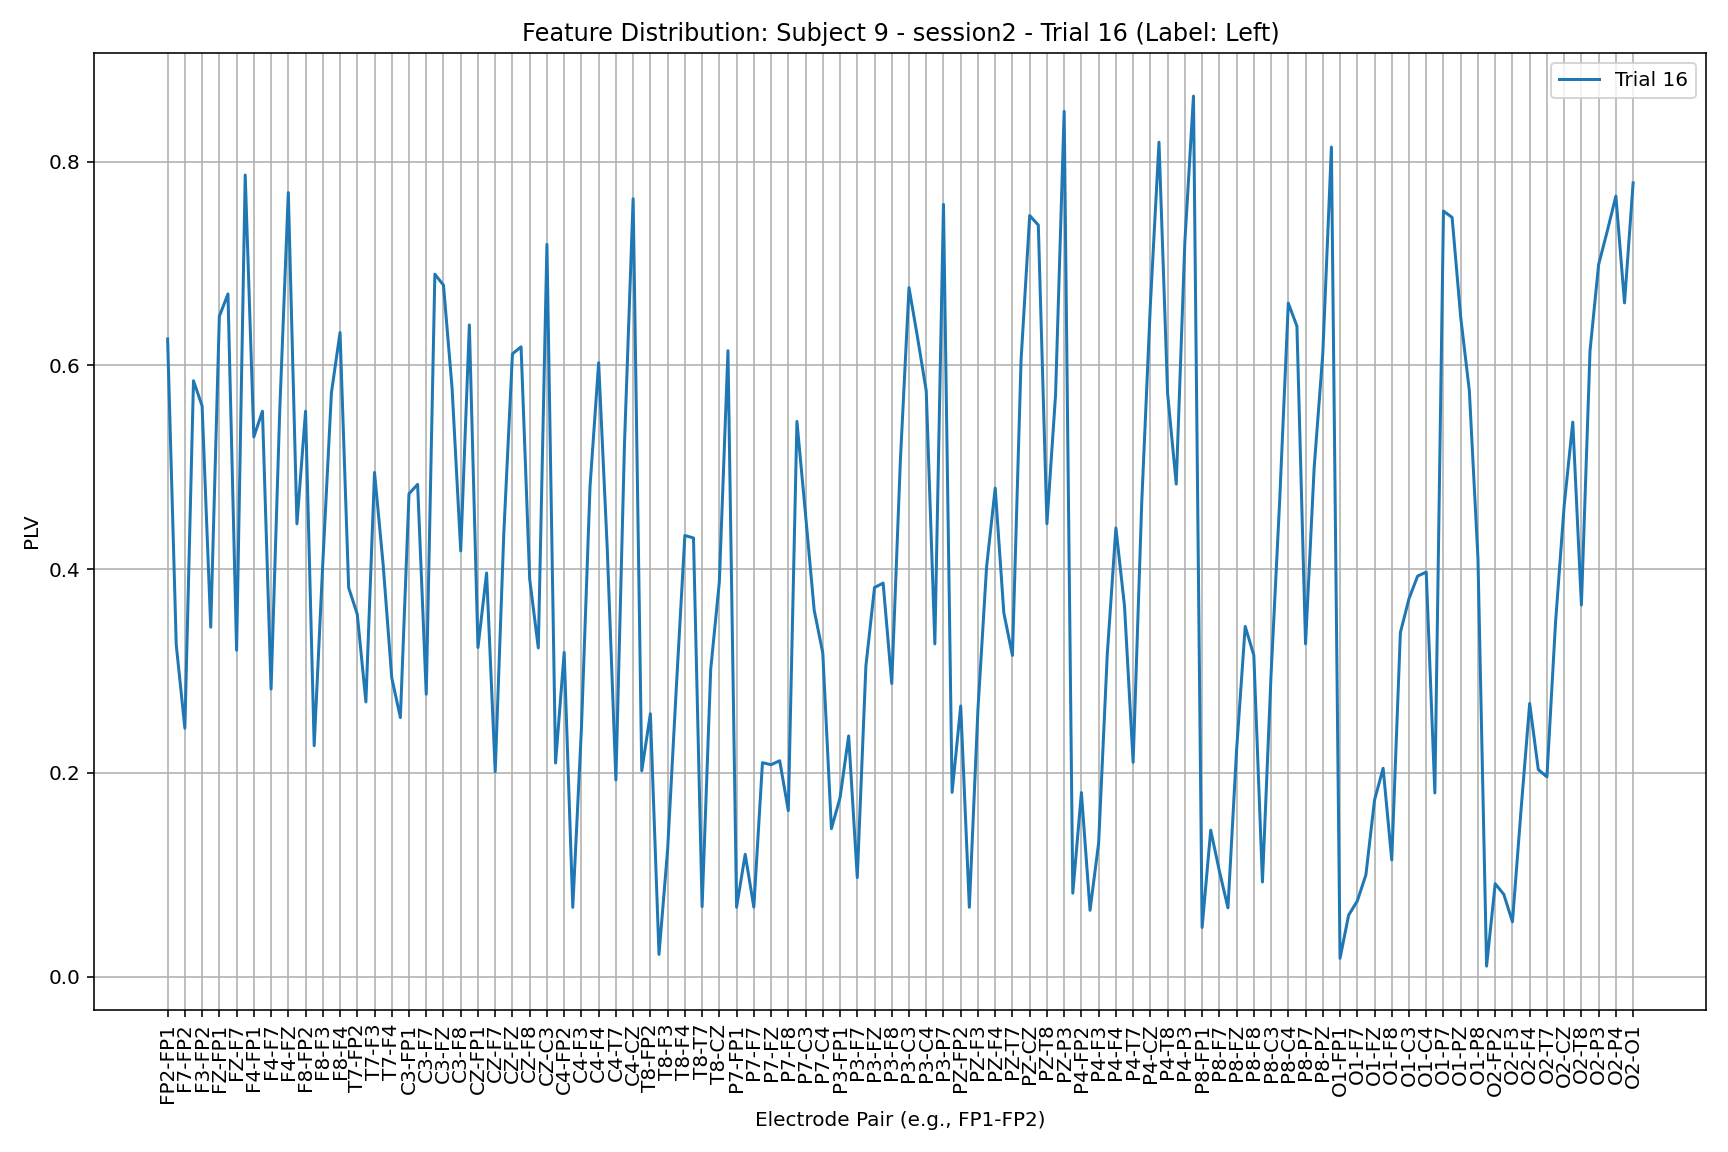 Feature Distribution: Subject 9 - session2 - Trial 16 (Label: Left)
Trial 16
PLV
0.8
0.6
0.4
0.2
0.0
FP2-FP1
F7-FP2
F3-FP2
FZ-FP1
FZ-F7
F4-FP1
F4-F7
F4-FZ
F8-FP2
F8-F3
F8-F4
T7-FP2
T7-F3
T7-F4
C3-FP1
C3-F7
C3-FZ
C3-F8
CZ-FP1
CZ-F7
CZ-FZ
CZ-F8
CZ-C3
C4-FP2
C4-F3
C4-F4
C4-T7
C4-CZ
T8-FP2
T8-F3
T8-F4
T8-T7
T8-CZ
P7-FP1
P7-F7
P7-FZ
P7-F8
P7-C3
P7-C4
P3-FP1
P3-F7
P3-FZ
P3-F8
P3-C3
P3-C4
P3-P7
PZ-FP2
PZ-F3
PZ-F4
PZ-T7
PZ-CZ
PZ-T8
PZ-P3
P4-FP2
P4-F3
P4-F4
P4-T7
P4-CZ
P4-T8
P4-P3
P8-FP1
P8-F7
P8-FZ
P8-F8
P8-C3
P8-C4
P8-P7
P8-PZ
O1-FP1
O1-F7
O1-FZ
O1-F8
O1-C3
O1-C4
O1-P7
O1-PZ
O1-P8
O2-FP2
O2-F3
O2-F4
O2-T7
O2-CZ
O2-T8
O2-P3
O2-P4
O2-O1
Electrode Pair (e.g., FP1-FP2)